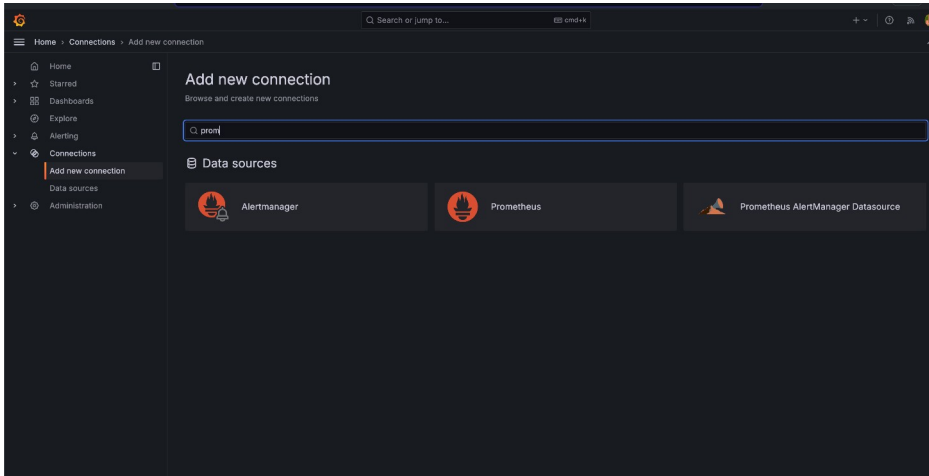 Search or jump to...
cmd+k
Home › Connections › Add new connection
Home
Starred
Dashboards
Explore
Alerting
Connections
Add new connection
Data sources
Administration
Add new connection
Browse and create new connections
prom
Data sources
Alertmanager
Prometheus
Prometheus AlertManager Datasource